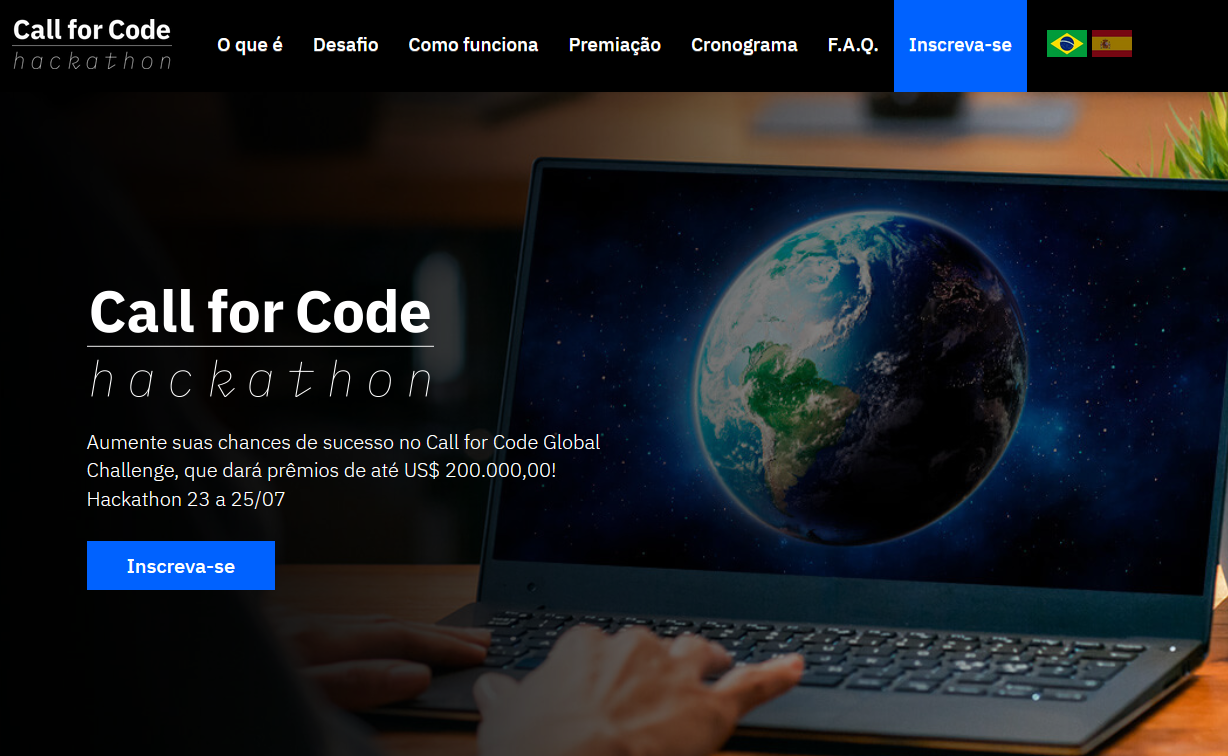 Call for Code
hackathon
O que é
Desafio
Como funciona
Premiação
Cronograma
F.A.Q.
Inscreva-se
Call for Code
hackathon
Aumente suas chances de sucesso no Call for Code Global
Challenge, que dará prêmios de até US$ 200.000,00!
Hackathon 23 a 25/07
Inscreva-se